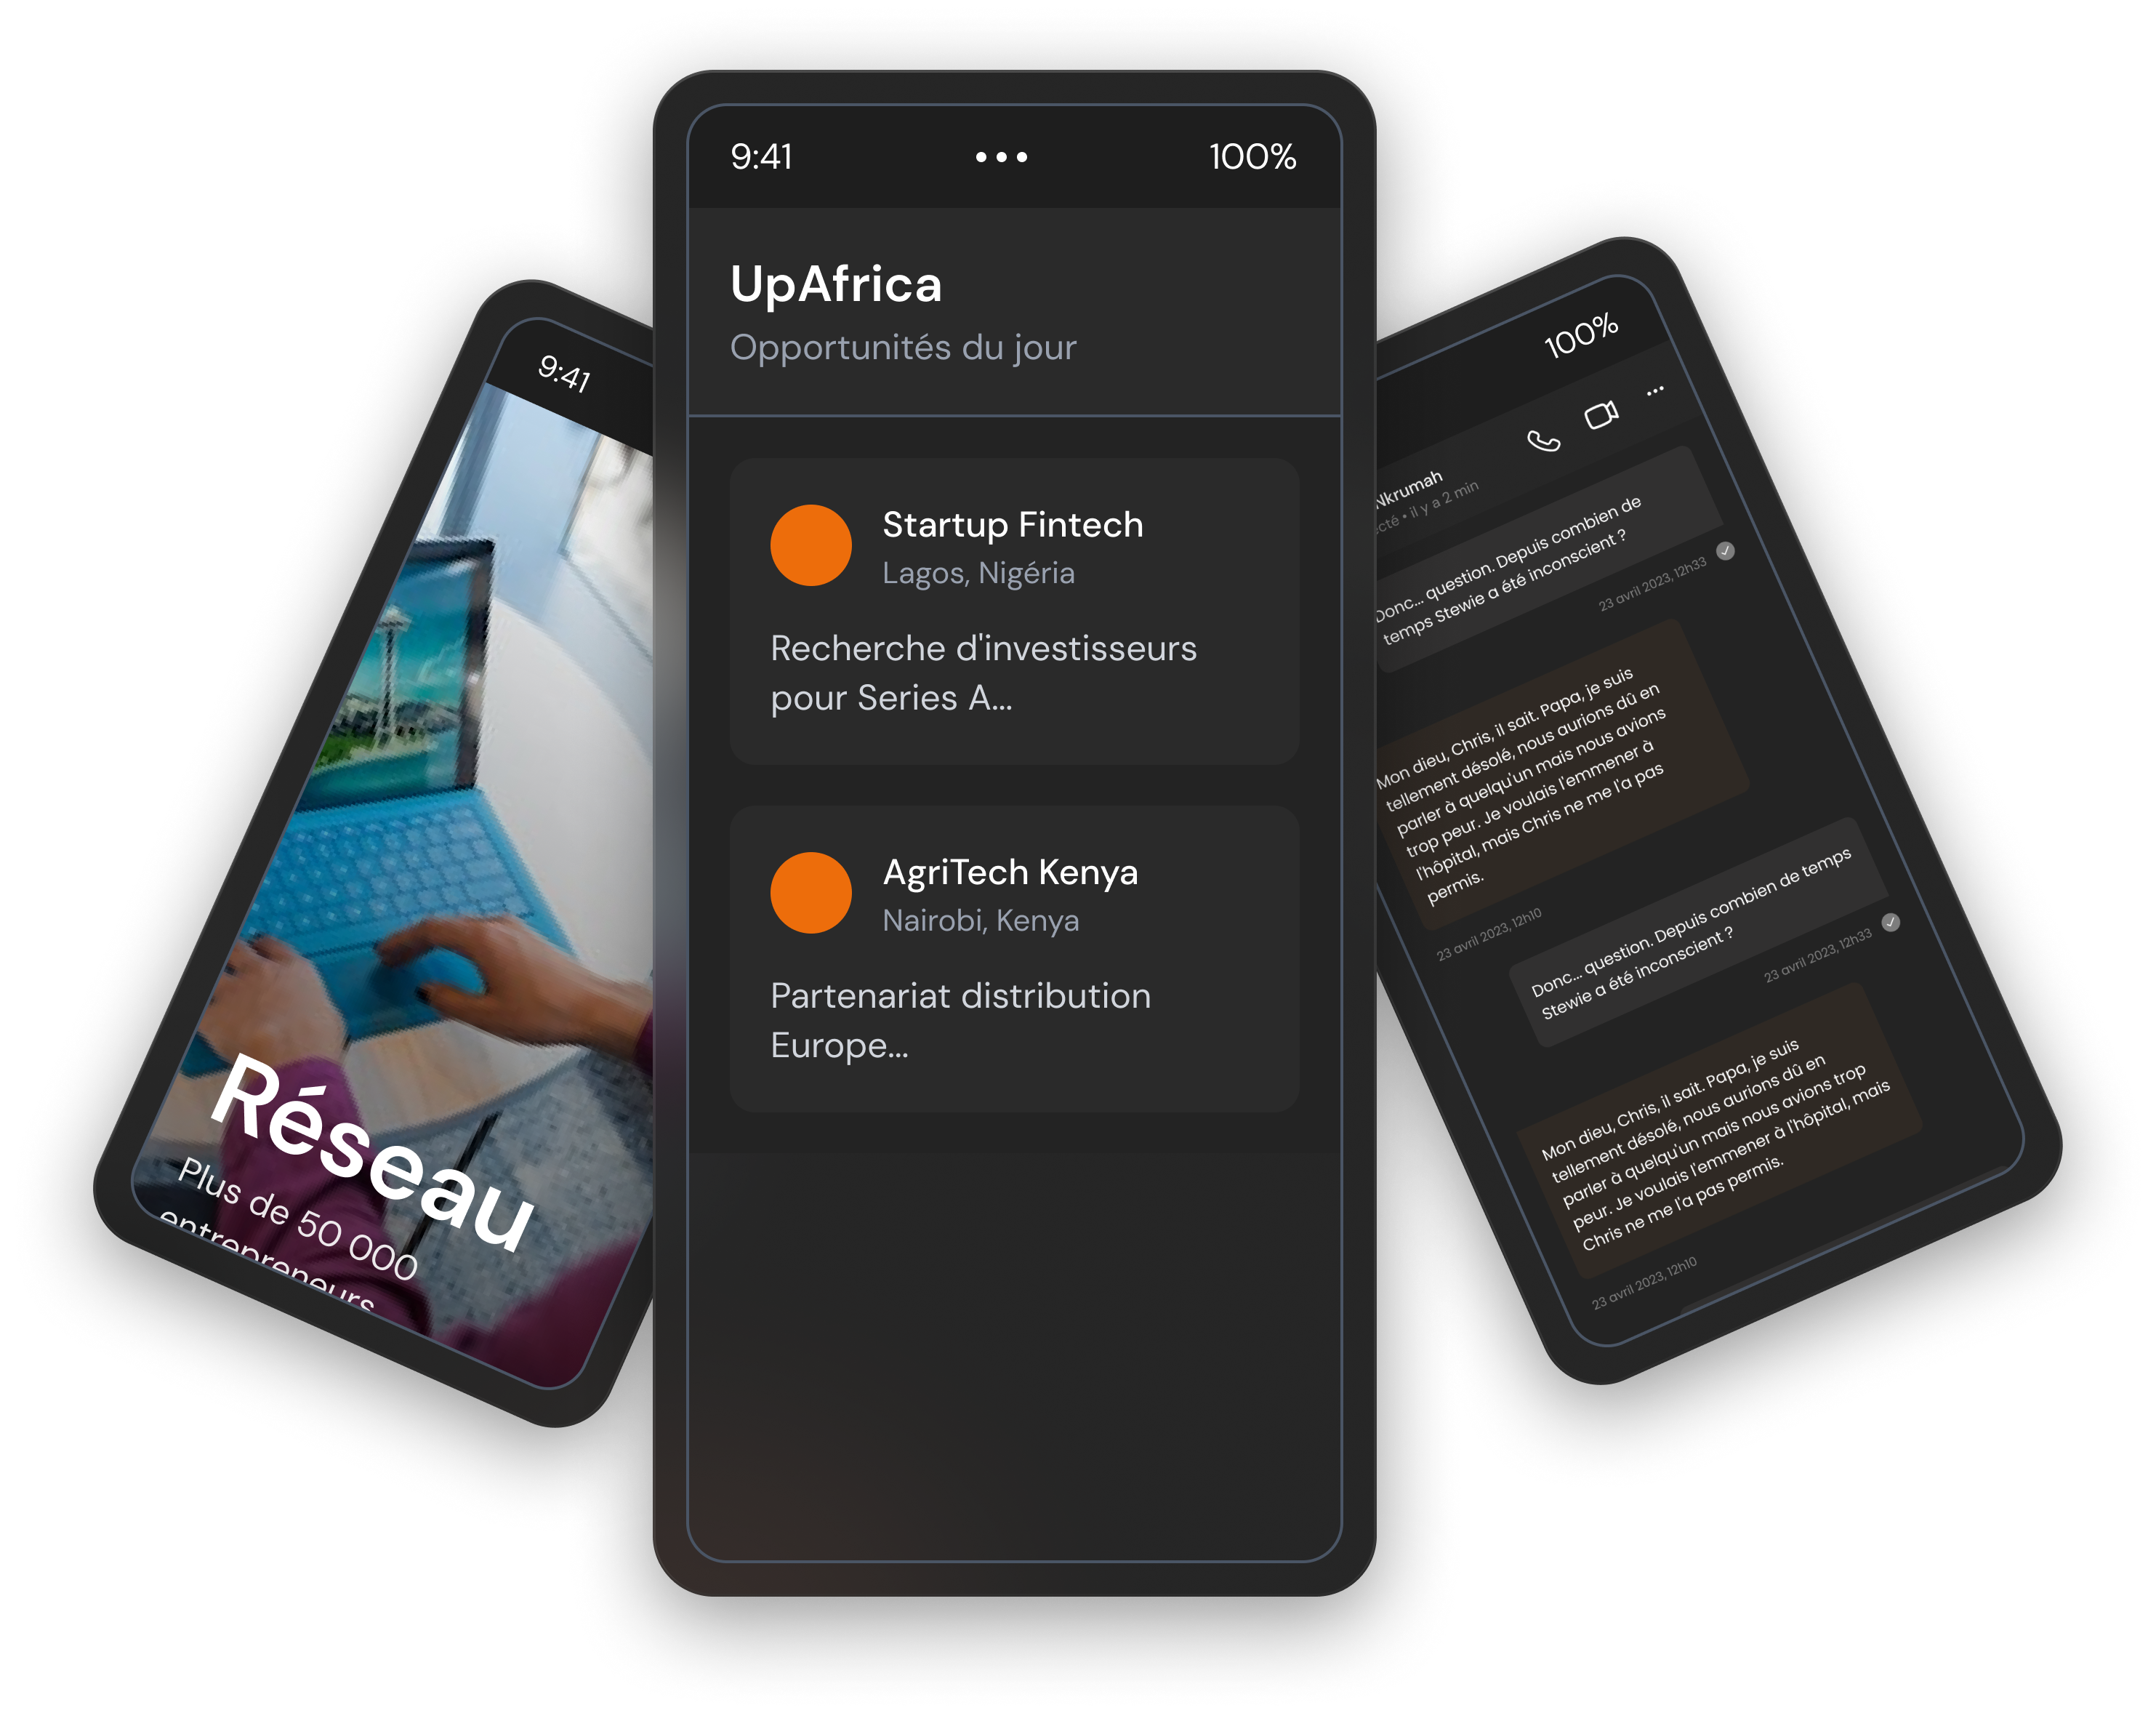 9:41
Réseau
Plus de 50 000
entrepreneurs
9:41
100%
UpAfrica
Opportunités du jour
Startup Fintech
Lagos, Nigéria
Recherche d'investisseurs
pour Series A...
AgriTech Kenya
Nairobi, Kenya
Partenariat distribution
Europe...
100%
Nkrumah
il y a 2 min
Donc... question. Depuis combien de
temps Stewie a été inconscient ?
23 avril 2023, 12h33
Mon dieu, Chris, il sait. Papa, je suis
tellement désolé, nous aurions dû en
parler à quelqu'un mais nous avions
trop peur. Je voulais l'emmener à
l'hôpital, mais Chris ne me l'a pas
permis.
23 avril 2023, 12h10
Donc... question. Depuis combien de temps
Stewie a été inconscient ?
23 avril 2023, 12h33
Mon dieu, Chris, il sait. Papa, je suis
tellement désolé, nous aurions dû en
parler à quelqu'un mais nous avions trop
peur. Je voulais l'emmener à l'hôpital, mais
Chris ne me l'a pas permis.
23 avril 2023, 12h10